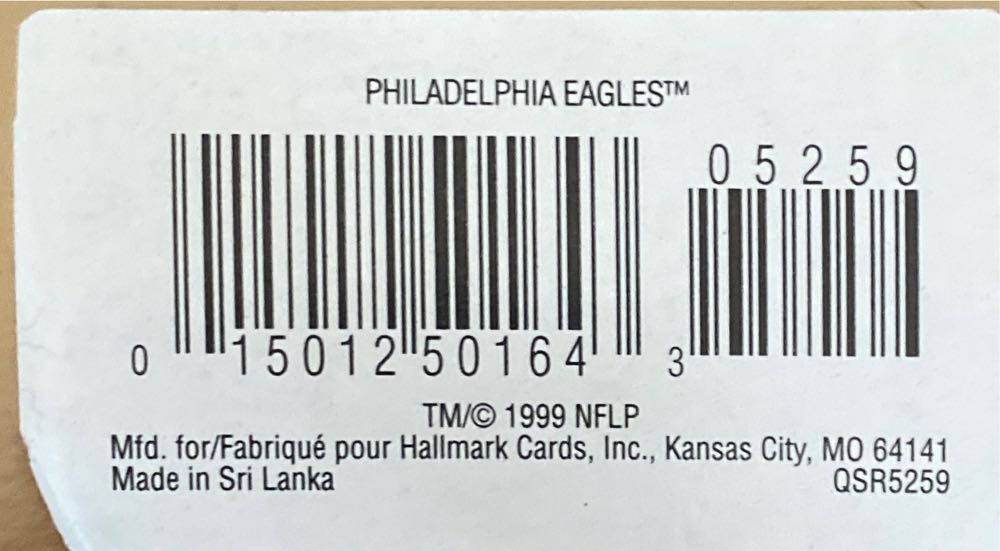 PHILADELPHIA EAGLES™
05259
0 15012 50164 3
TM/© 1999 NFLP
Mfd. for/Fabriqué pour Hallmark Cards, Inc., Kansas City, MO 64141
Made in Sri Lanka QSR5259